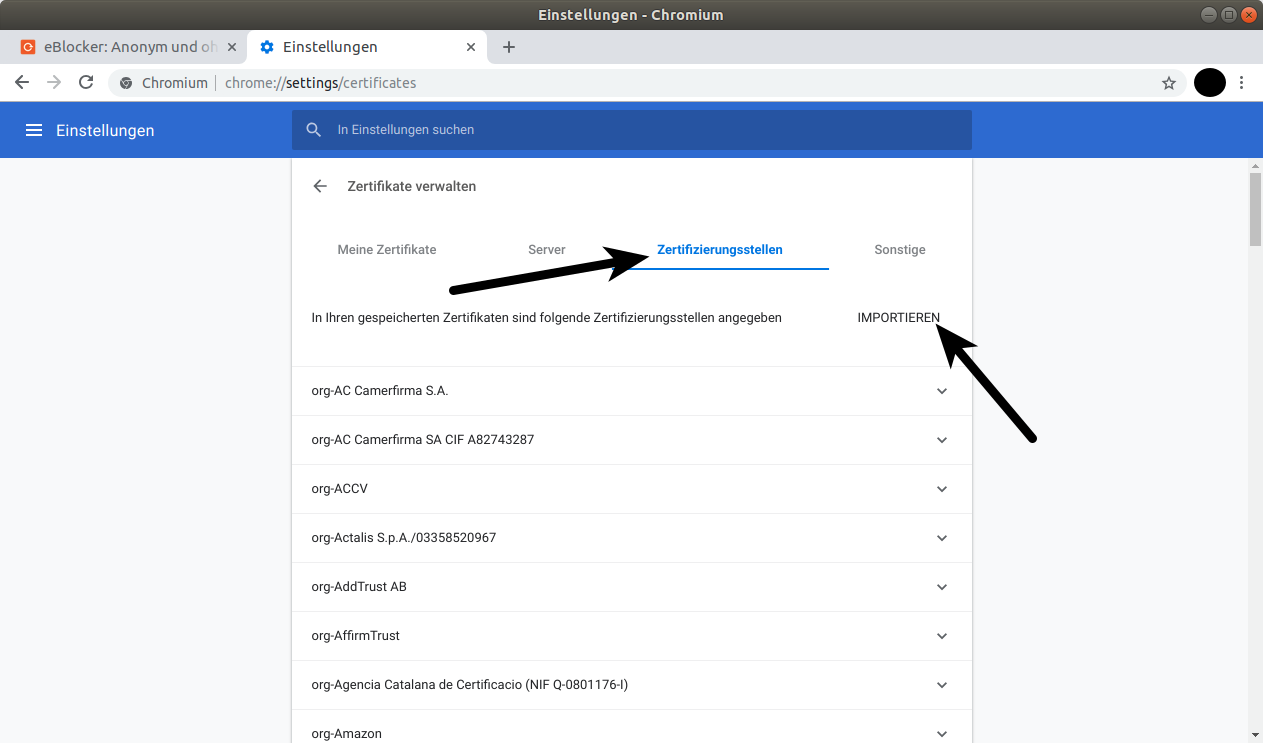 Einstellungen - Chromium
eBlocker: Anonym und oh
Einstellungen
Chromium | chrome://settings/certificates
Einstellungen
In Einstellungen suchen
Zertifikate verwalten
Meine Zertifikate Server Zertifizierungsstellen Sonstige
In Ihren gespeicherten Zertifikaten sind folgende Zertifizierungsstellen angegeben IMPORTIEREN
org-AC Camerfirma S.A.
org-AC Camerfirma SA CIF A82743287
org-ACCV
org-Actalis S.p.A./03358520967
org-AddTrust AB
org-AffirmTrust
org-Agencia Catalana de Certificacio (NIF Q-0801176-I)
org-Amazon